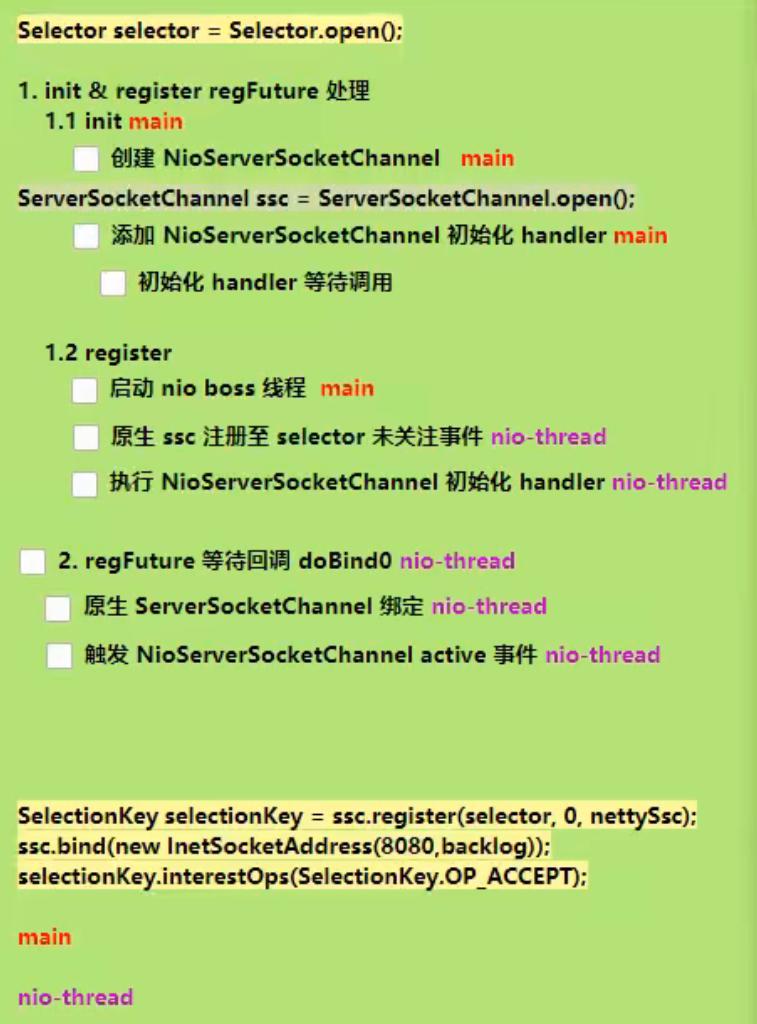 Selector selector = Selector.open();
1. init & register regFuture 处理
1.1 init main
创建 NioServerSocketChannel main
ServerSocketChannel ssc = ServerSocketChannel.open();
添加 NioServerSocketChannel 初始化 handler main
初始化 handler 等待调用
1.2 register
启动 nio boss 线程 main
原生 ssc 注册至 selector 未关注事件 nio-thread
执行 NioServerSocketChannel 初始化 handler nio-thread
2. regFuture 等待回调 doBind0 nio-thread
原生 ServerSocketChannel 绑定 nio-thread
触发 NioServerSocketChannel active 事件 nio-thread
SelectionKey selectionKey = ssc.register(selector, 0, nettySsc);
ssc.bind(new InetSocketAddress(8080,backlog));
selectionKey.interestOps(SelectionKey.OP_ACCEPT);
main
nio-thread